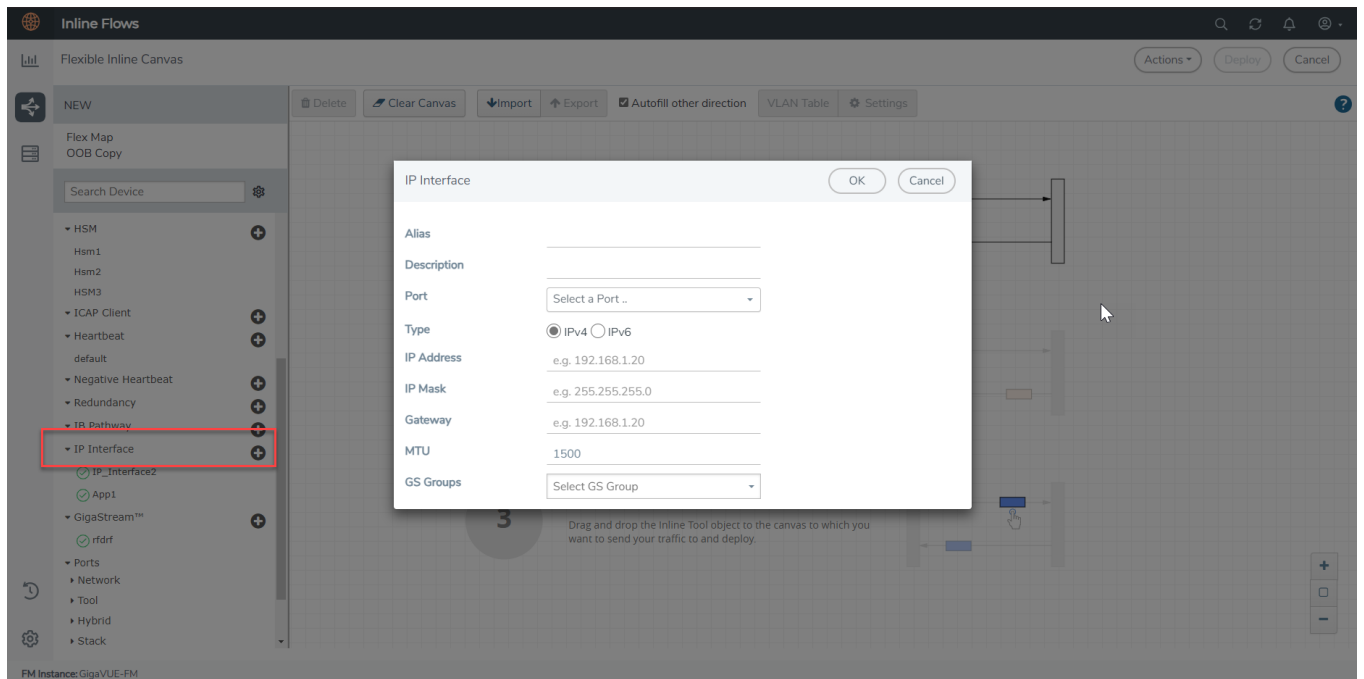 Inline Flows
Flexible Inline Canvas
Actions
Deploy
Cancel
NEW
Delete
Clear Canvas
Import
Export
Autofill other direction
VLAN Table
Settings
?
Flex Map
OOB Copy
Search Device
HSM
Hsm1
Hsm2
HSM3
ICAP Client
Heartbeat
default
Negative Heartbeat
Redundancy
IB Pathway
IP Interface
IP_Interface2
App1
GigaStream™
rfdrf
Ports
Network
Tool
Hybrid
Stack
IP Interface
OK
Cancel
Alias
Description
Port
Select a Port ..
Type
IPv4
IPv6
IP Address
e.g. 192.168.1.20
IP Mask
e.g. 255.255.255.0
Gateway
e.g. 192.168.1.20
MTU
1500
GS Groups
Select GS Group
3
Drag and drop the Inline Tool object to the canvas to which you
want to send your traffic to and deploy.
FM Instance: GigaVUE-FM